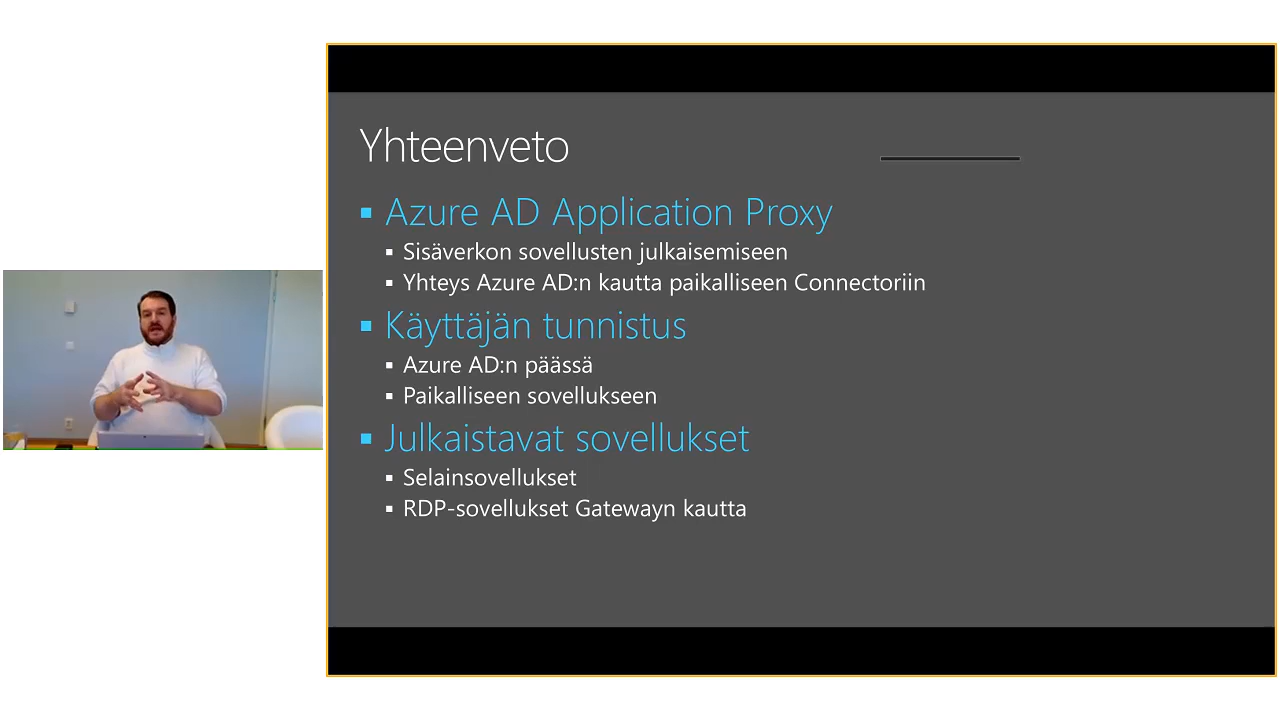 Yhteenveto
Azure AD Application Proxy
Sisäverkon sovellusten julkaisemiseen
Yhteys Azure AD:n kautta paikalliseen Connectoriin
Käyttäjän tunnistus
Azure AD:n päässä
Paikalliseen sovellukseen
Julkaistavat sovellukset
Selainsovellukset
RDP-sovellukset Gatewayn kautta